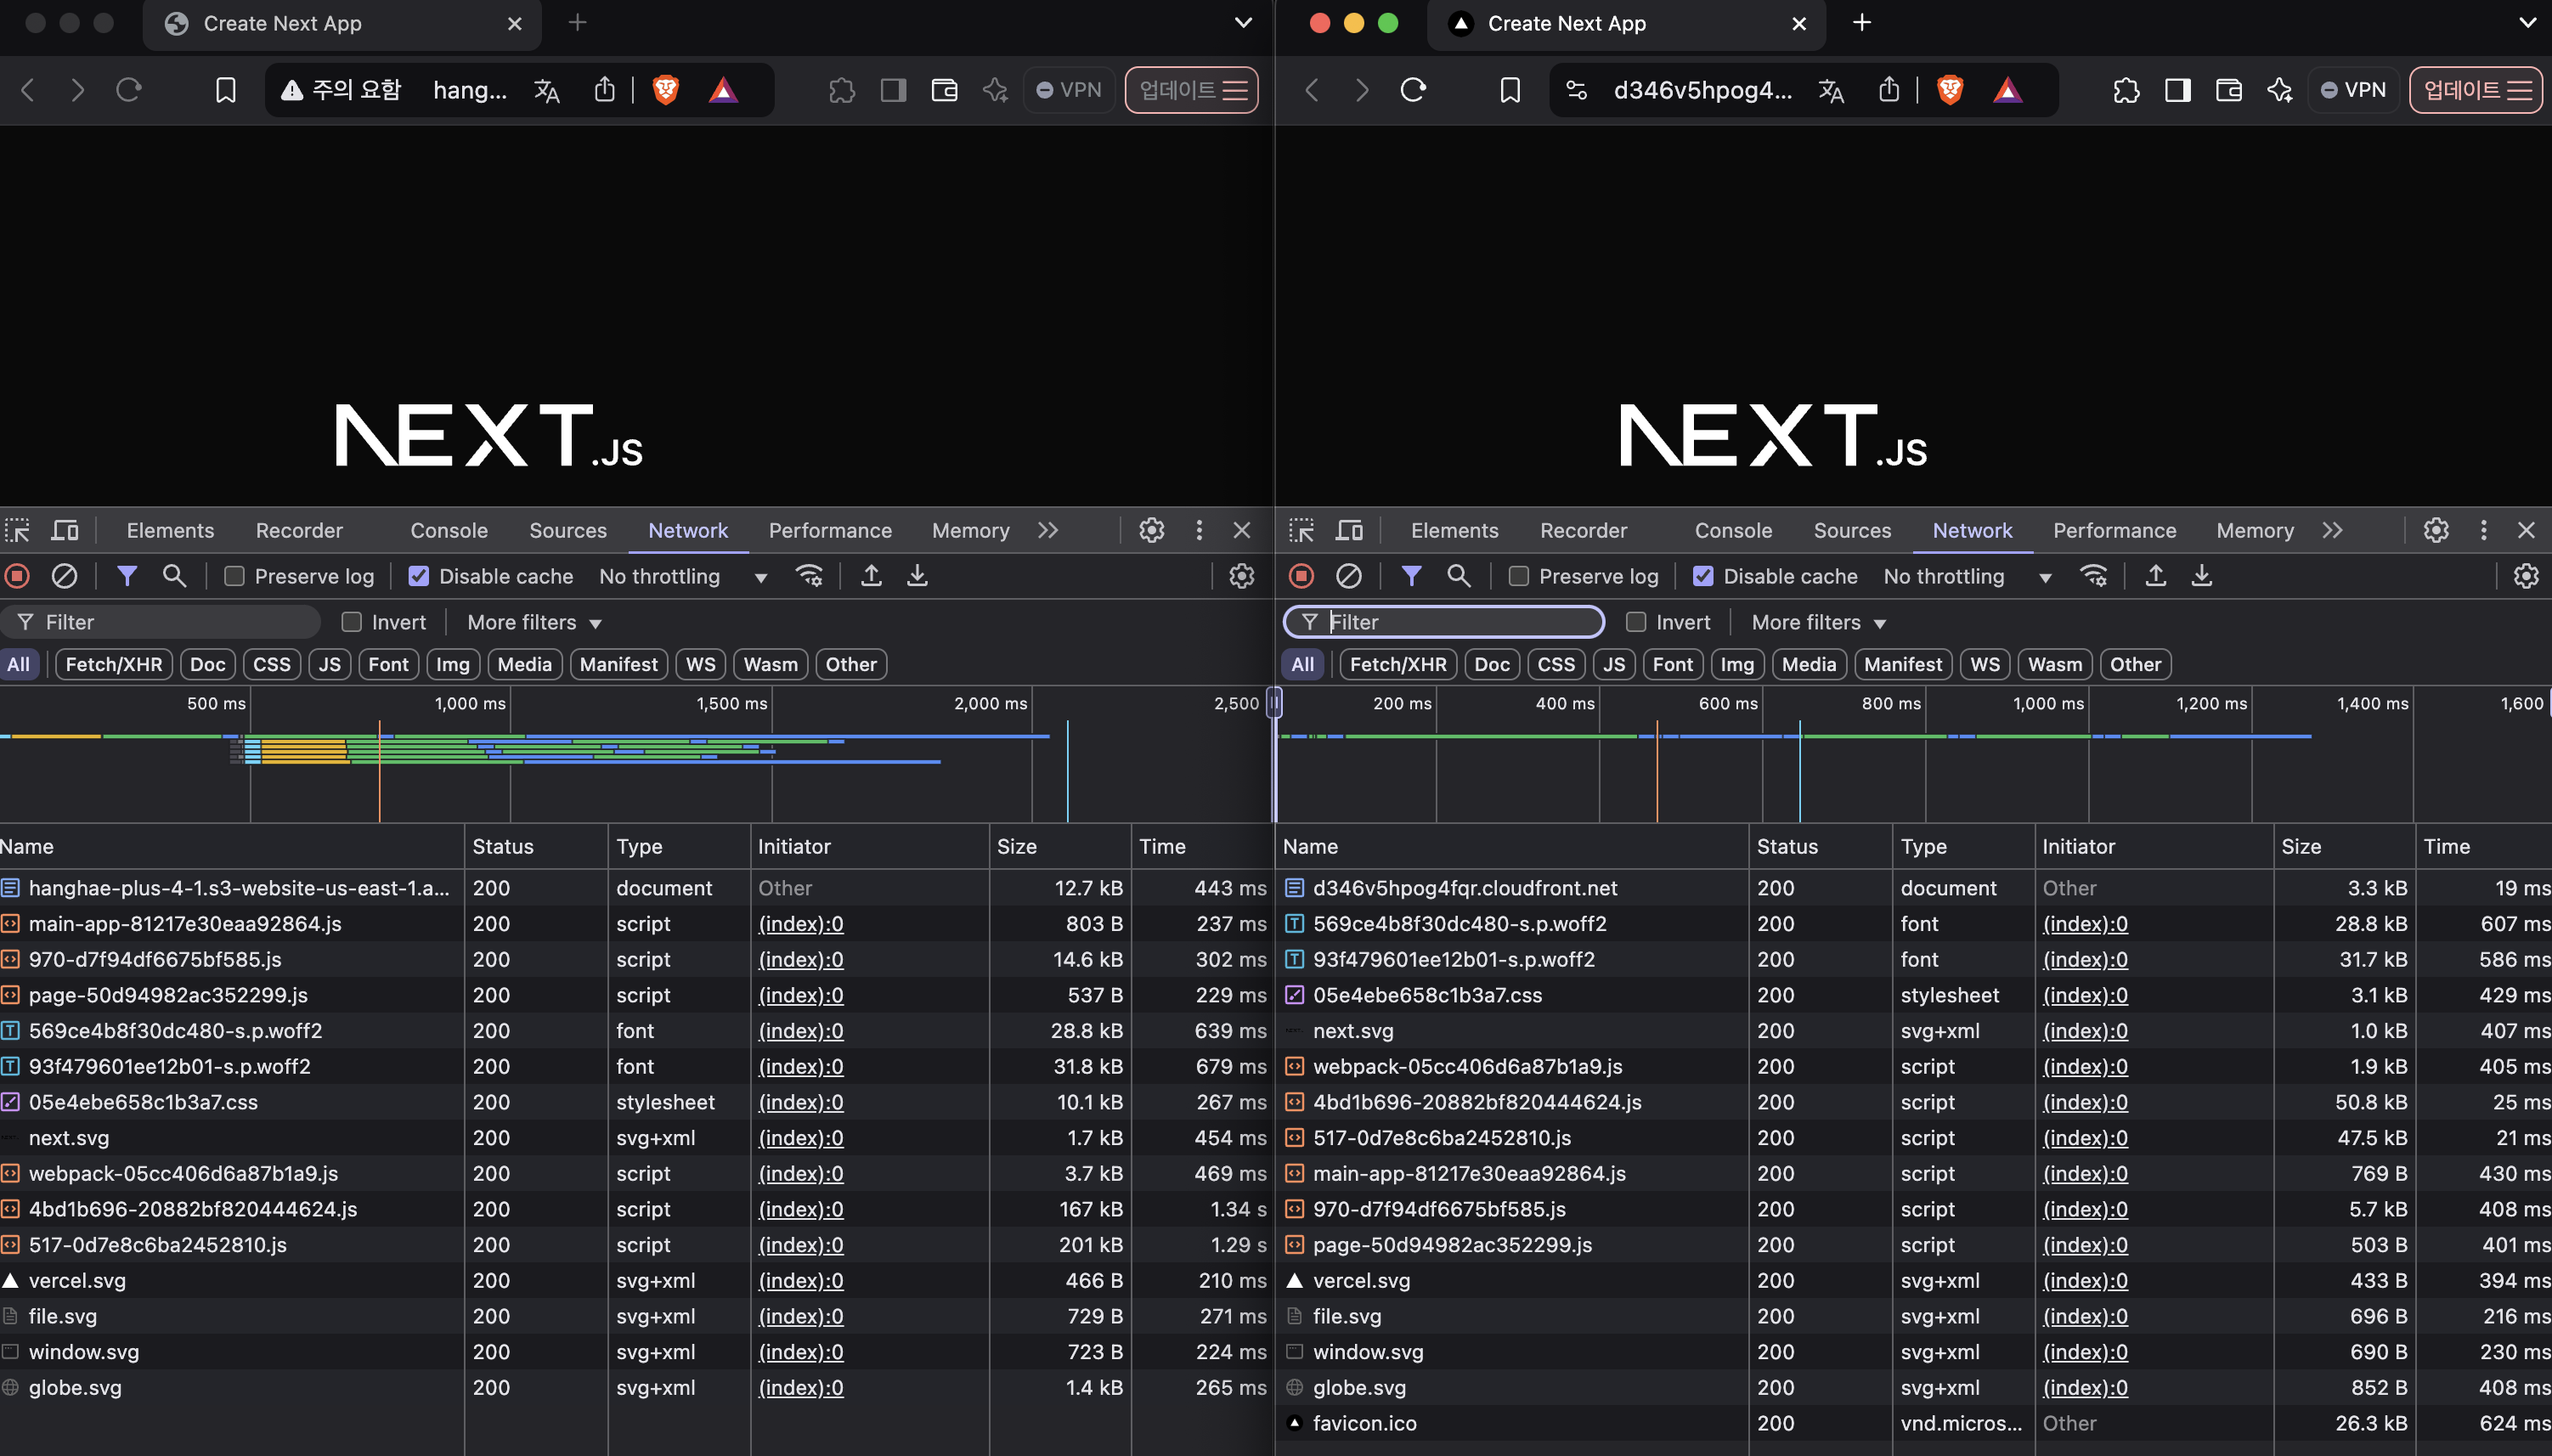 Create Next App
주의 요함 hang... VPN 업데이트
NEXT.JS
Elements Recorder Console Sources Network Performance Memory
Preserve log Disable cache No throttling
Filter Invert More filters
All Fetch/XHR Doc CSS JS Font Img Media Manifest WS Wasm Other
500 ms 1,000 ms 1,500 ms 2,000 ms 2,500
Name Status Type Initiator Size Time
hanghae-plus-4-1.s3-website-us-east-1.a... 200 document Other 12.7 kB 443 ms
main-app-81217e30eaa92864.js 200 script (index):0 803 B 237 ms
970-d7f94df6675bf585.js 200 script (index):0 14.6 kB 302 ms
page-50d94982ac352299.js 200 script (index):0 537 B 229 ms
569ce4b8f30dc480-s.p.woff2 200 font (index):0 28.8 kB 639 ms
93f479601ee12b01-s.p.woff2 200 font (index):0 31.8 kB 679 ms
05e4ebe658c1b3a7.css 200 stylesheet (index):0 10.1 kB 267 ms
next.svg 200 svg+xml (index):0 1.7 kB 454 ms
webpack-05cc406d6a87b1a9.js 200 script (index):0 3.7 kB 469 ms
4bd1b696-20882bf820444624.js 200 script (index):0 167 kB 1.34 s
517-0d7e8c6ba2452810.js 200 script (index):0 201 kB 1.29 s
vercel.svg 200 svg+xml (index):0 466 B 210 ms
file.svg 200 svg+xml (index):0 729 B 271 ms
window.svg 200 svg+xml (index):0 723 B 224 ms
globe.svg 200 svg+xml (index):0 1.4 kB 265 ms
Create Next App
d346v5hpog4... VPN 업데이트
NEXT.JS
Elements Recorder Console Sources Network Performance Memory
Preserve log Disable cache No throttling
Filter Invert More filters
All Fetch/XHR Doc CSS JS Font Img Media Manifest WS Wasm Other
200 ms 400 ms 600 ms 800 ms 1,000 ms 1,200 ms 1,400 ms 1,600
Name Status Type Initiator Size Time
d346v5hpog4fqr.cloudfront.net 200 document Other 3.3 kB 19 ms
569ce4b8f30dc480-s.p.woff2 200 font (index):0 28.8 kB 607 ms
93f479601ee12b01-s.p.woff2 200 font (index):0 31.7 kB 586 ms
05e4ebe658c1b3a7.css 200 stylesheet (index):0 3.1 kB 429 ms
next.svg 200 svg+xml (index):0 1.0 kB 407 ms
webpack-05cc406d6a87b1a9.js 200 script (index):0 1.9 kB 405 ms
4bd1b696-20882bf820444624.js 200 script (index):0 50.8 kB 25 ms
517-0d7e8c6ba2452810.js 200 script (index):0 47.5 kB 21 ms
main-app-81217e30eaa92864.js 200 script (index):0 769 B 430 ms
970-d7f94df6675bf585.js 200 script (index):0 5.7 kB 408 ms
page-50d94982ac352299.js 200 script (index):0 503 B 401 ms
vercel.svg 200 svg+xml (index):0 433 B 394 ms
file.svg 200 svg+xml (index):0 696 B 216 ms
window.svg 200 svg+xml (index):0 690 B 230 ms
globe.svg 200 svg+xml (index):0 852 B 408 ms
favicon.ico 200 vnd.micros... Other 26.3 kB 624 ms